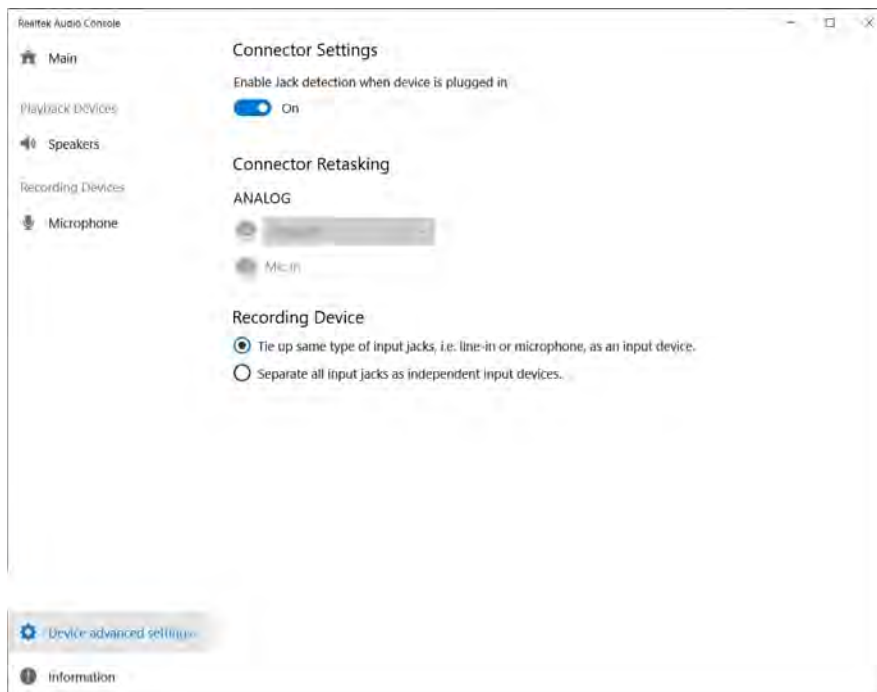 Realtek Audio Console
Main
Playback Devices
Speakers
Recording Devices
Microphone
Device advanced settings
Information
Connector Settings
Enable Jack detection when device is plugged in
On
Connector Retasking
ANALOG
Mic in
Recording Device
Tie up same type of input jacks, i.e. line-in or microphone, as an input device.
Separate all input jacks as independent input devices.